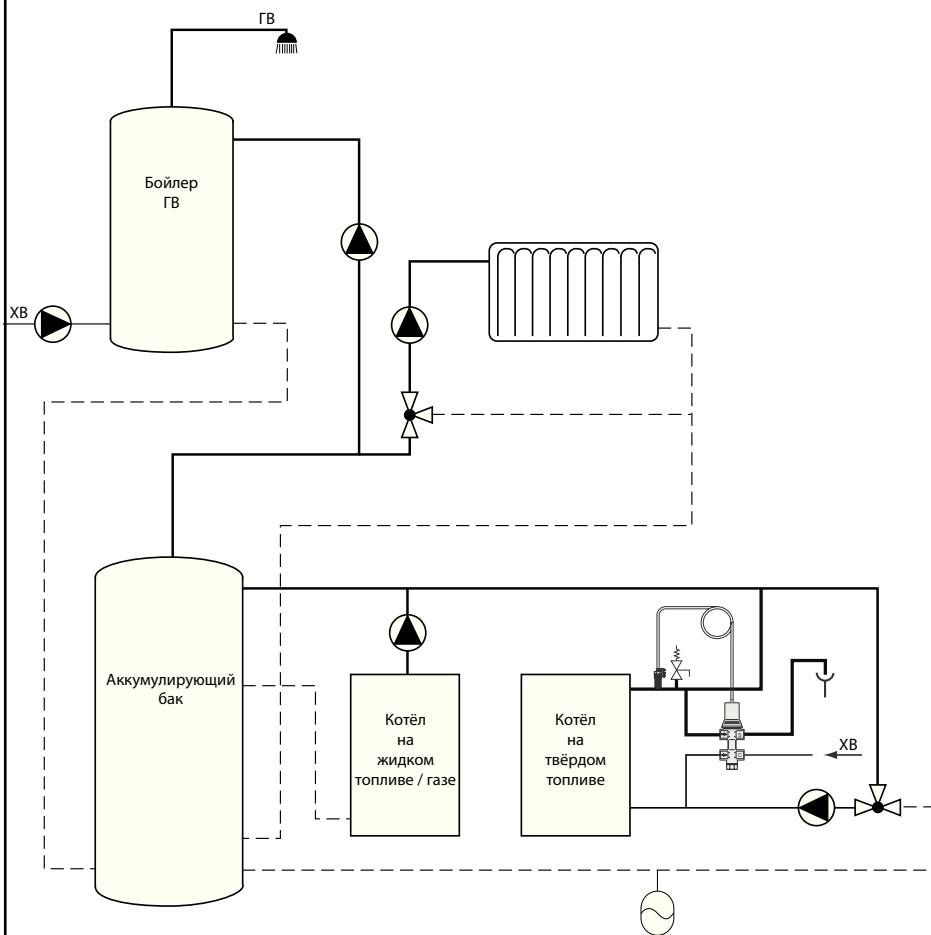 ГВ
Бойлер
ГВ
ХВ
Аккумулирующий
бак
Котёл
на
жидком
топливе / газе
Котёл
на
твёрдом
топливе
ХВ